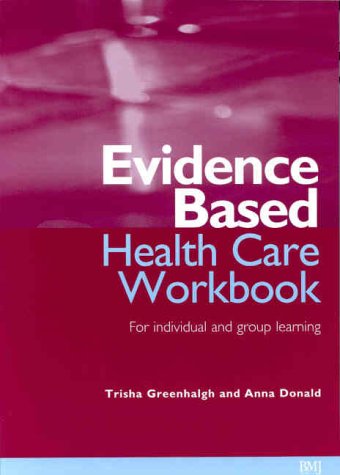 Evidence
Based
Health Care
Workbook
For individual and group learning
Trisha Greenhalgh and Anna Donald
BMJ